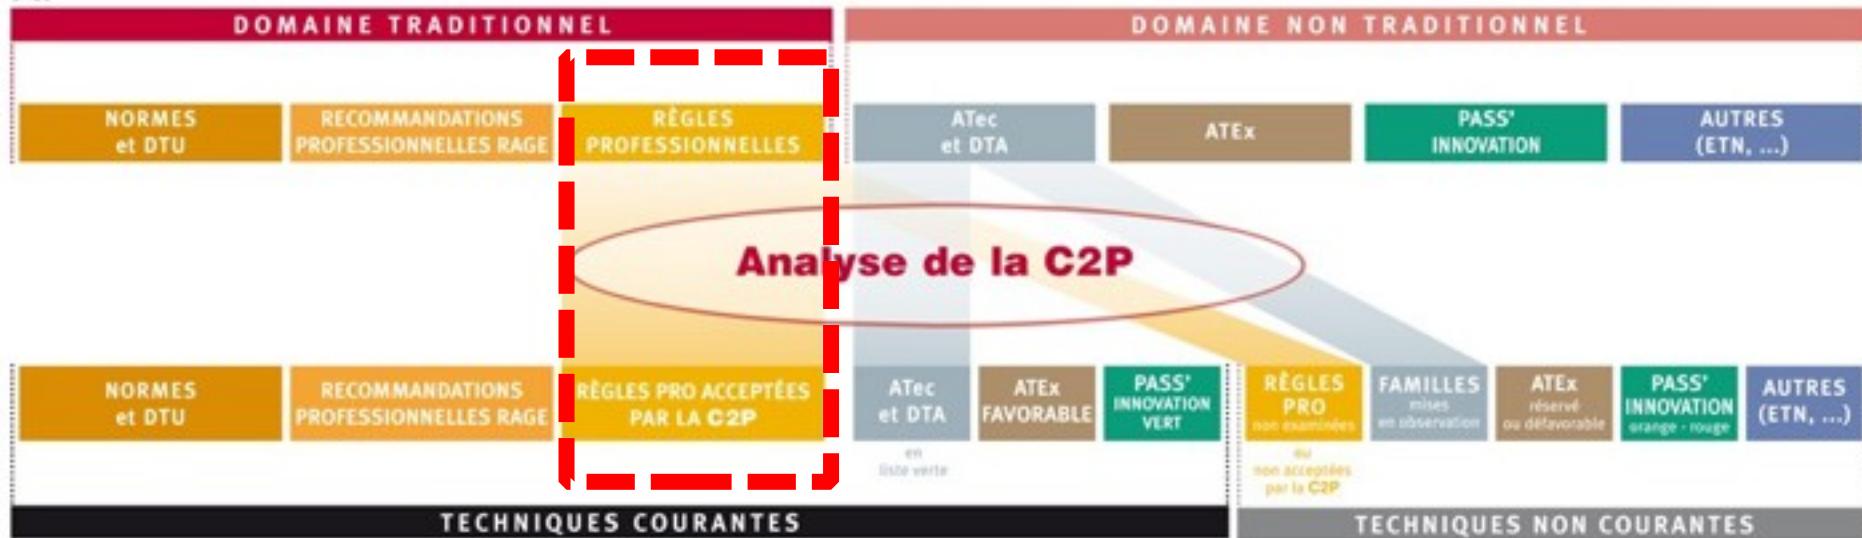 DOMAINE TRADITIONNEL
DOMAINE NON TRADITIONNEL
NORMES
et DTU
RECOMMANDATIONS
PROFESSIONNELLES RAGE
RÈGLES
PROFESSIONNELLES
ATec
et DTA
ATEx
PASS'
INNOVATION
AUTRES
(ETN, ...)
Analyse de la C2P
NORMES
et DTU
RECOMMANDATIONS
PROFESSIONNELLES RAGE
RÈGLES PRO ACCEPTÉES
PAR LA C2P
ATec
et DTA
en
liste verte
ATEx
FAVORABLE
PASS'
INNOVATION
VERT
RÈGLES
PRO
non examinées
ou
non acceptées
par la C2P
FAMILLES
mises
en observation
ATEx
réservé
ou défavorable
PASS'
INNOVATION
orange - rouge
AUTRES
(ETN, ...)
TECHNIQUES COURANTES
TECHNIQUES NON COURANTES